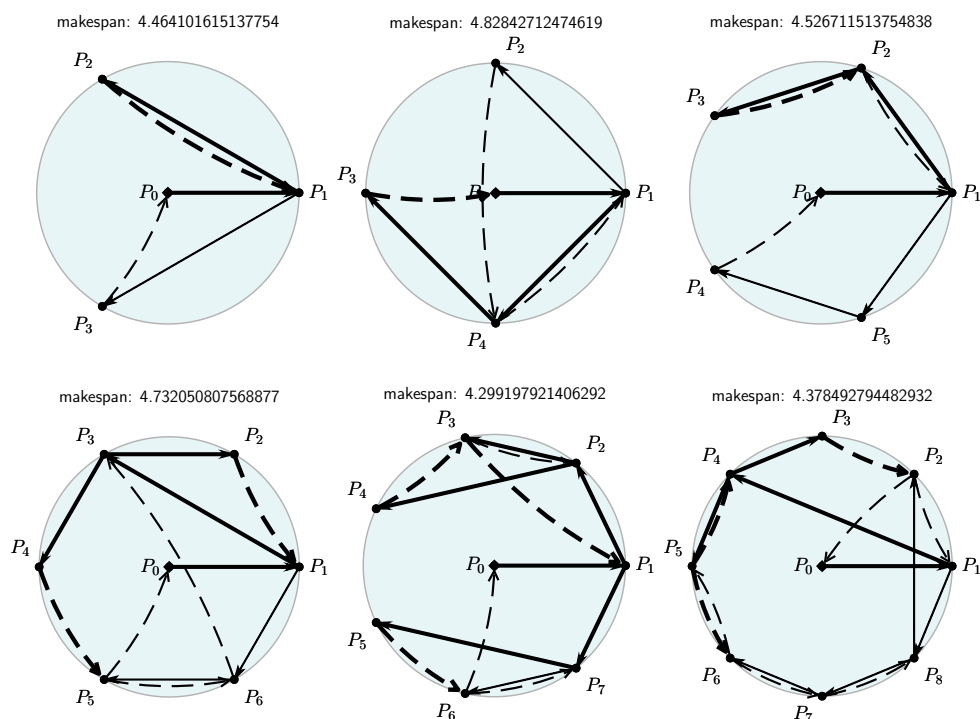 makespan: 4.464101615137754
P2
P0
P1
P3
makespan: 4.82842712474619
P2
P3
P
P1
P4
makespan: 4.526711513754838
P2
P3
P0
P1
P4
P5
makespan: 4.732050807568877
P3
P2
P4
P0
P1
P5
P6
makespan: 4.299197921406292
P3
P2
P4
P0
P1
P5
P7
P6
makespan: 4.378492794482932
P3
P4
P2
P5
P0
P1
P6
P8
P7